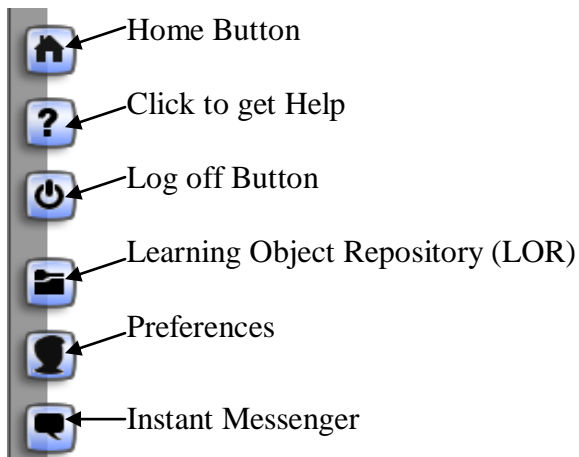 Home Button
?
Click to get Help
Log off Button
Learning Object Repository (LOR)
Preferences
Instant Messenger